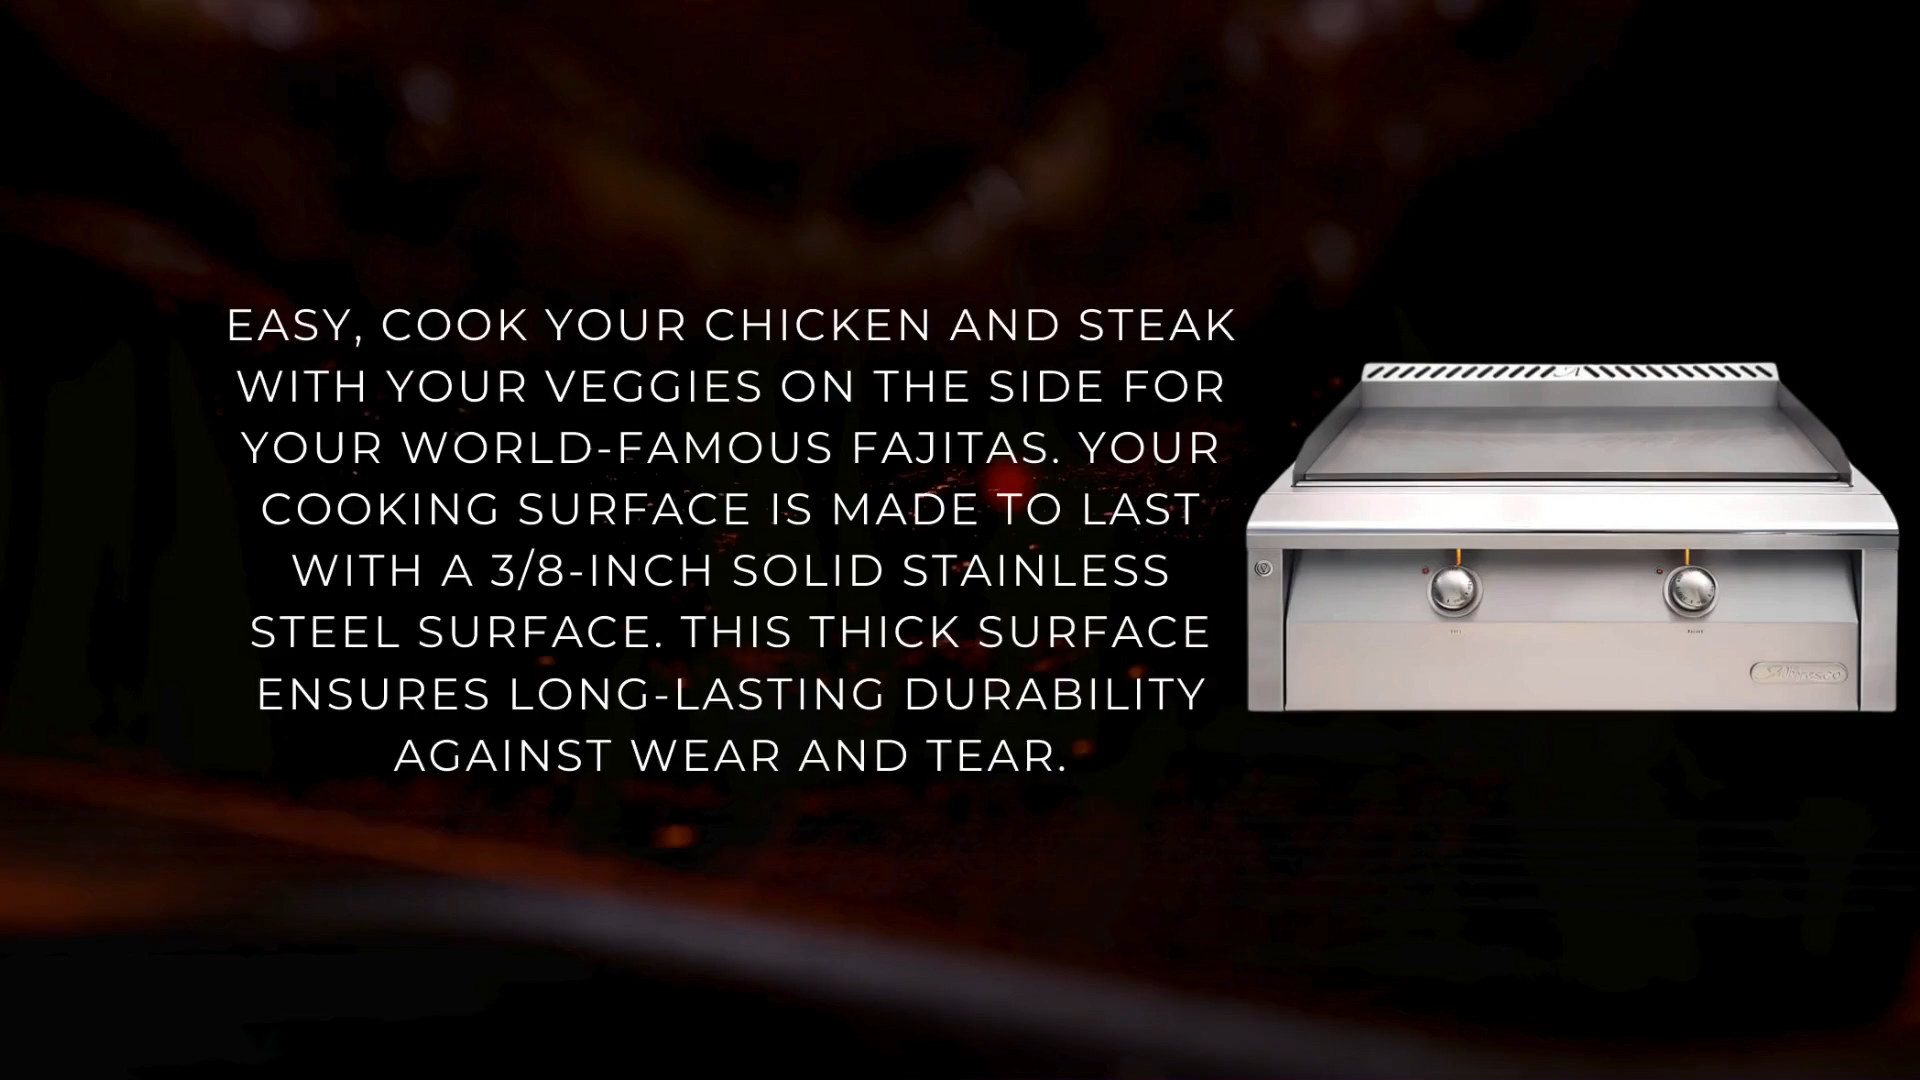 EASY, COOK YOUR CHICKEN AND STEAK
WITH YOUR VEGGIES ON THE SIDE FOR
YOUR WORLD-FAMOUS FAJITAS. YOUR
COOKING SURFACE IS MADE TO LAST
WITH A 3/8-INCH SOLID STAINLESS
STEEL SURFACE. THIS THICK SURFACE
ENSURES LONG-LASTING DURABILITY
AGAINST WEAR AND TEAR.